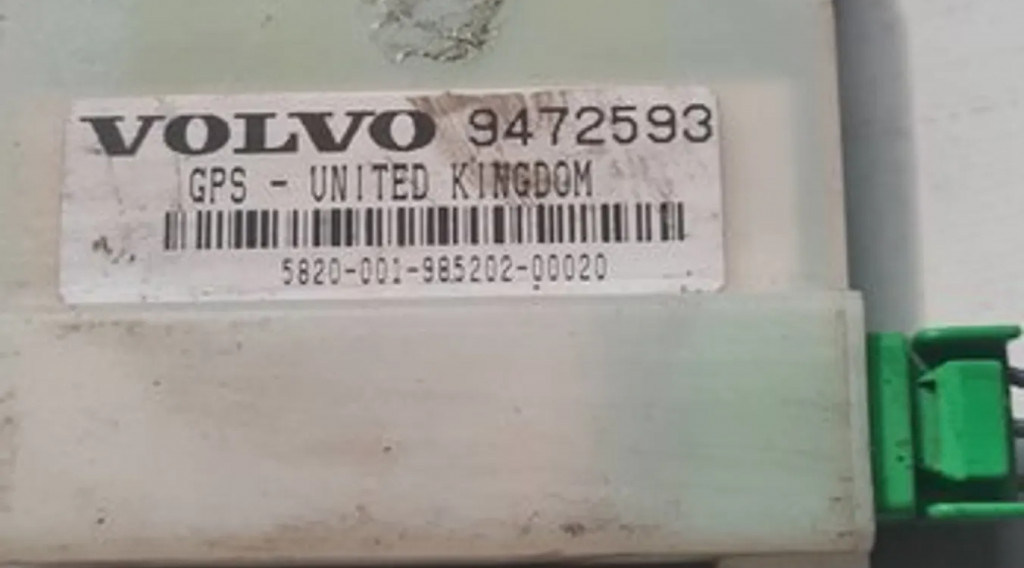 VOLVO 9472593
GPS - UNITED KINGDOM
5820-001-985202-00020